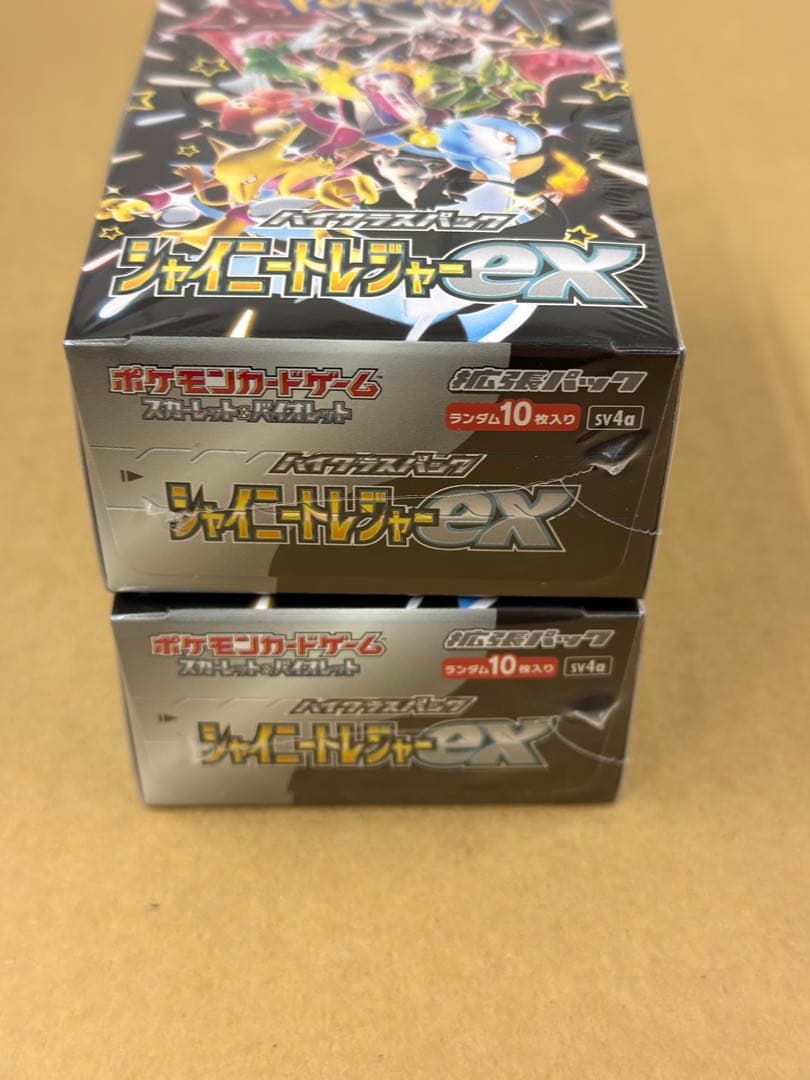 POKÉMON
ハイクラスパック
シャイニートレジャーex
ポケモンカードゲーム
拡張パック
スカーレット&バイオレット
ランダム10枚入り
SV4a
ハイクラスパック
シャイニートレジャーex
ポケモンカードゲーム
拡張パック
スカーレット&バイオレット
ランダム10枚入り
SV4a
ハイクラスパック
シャイニートレジャーex